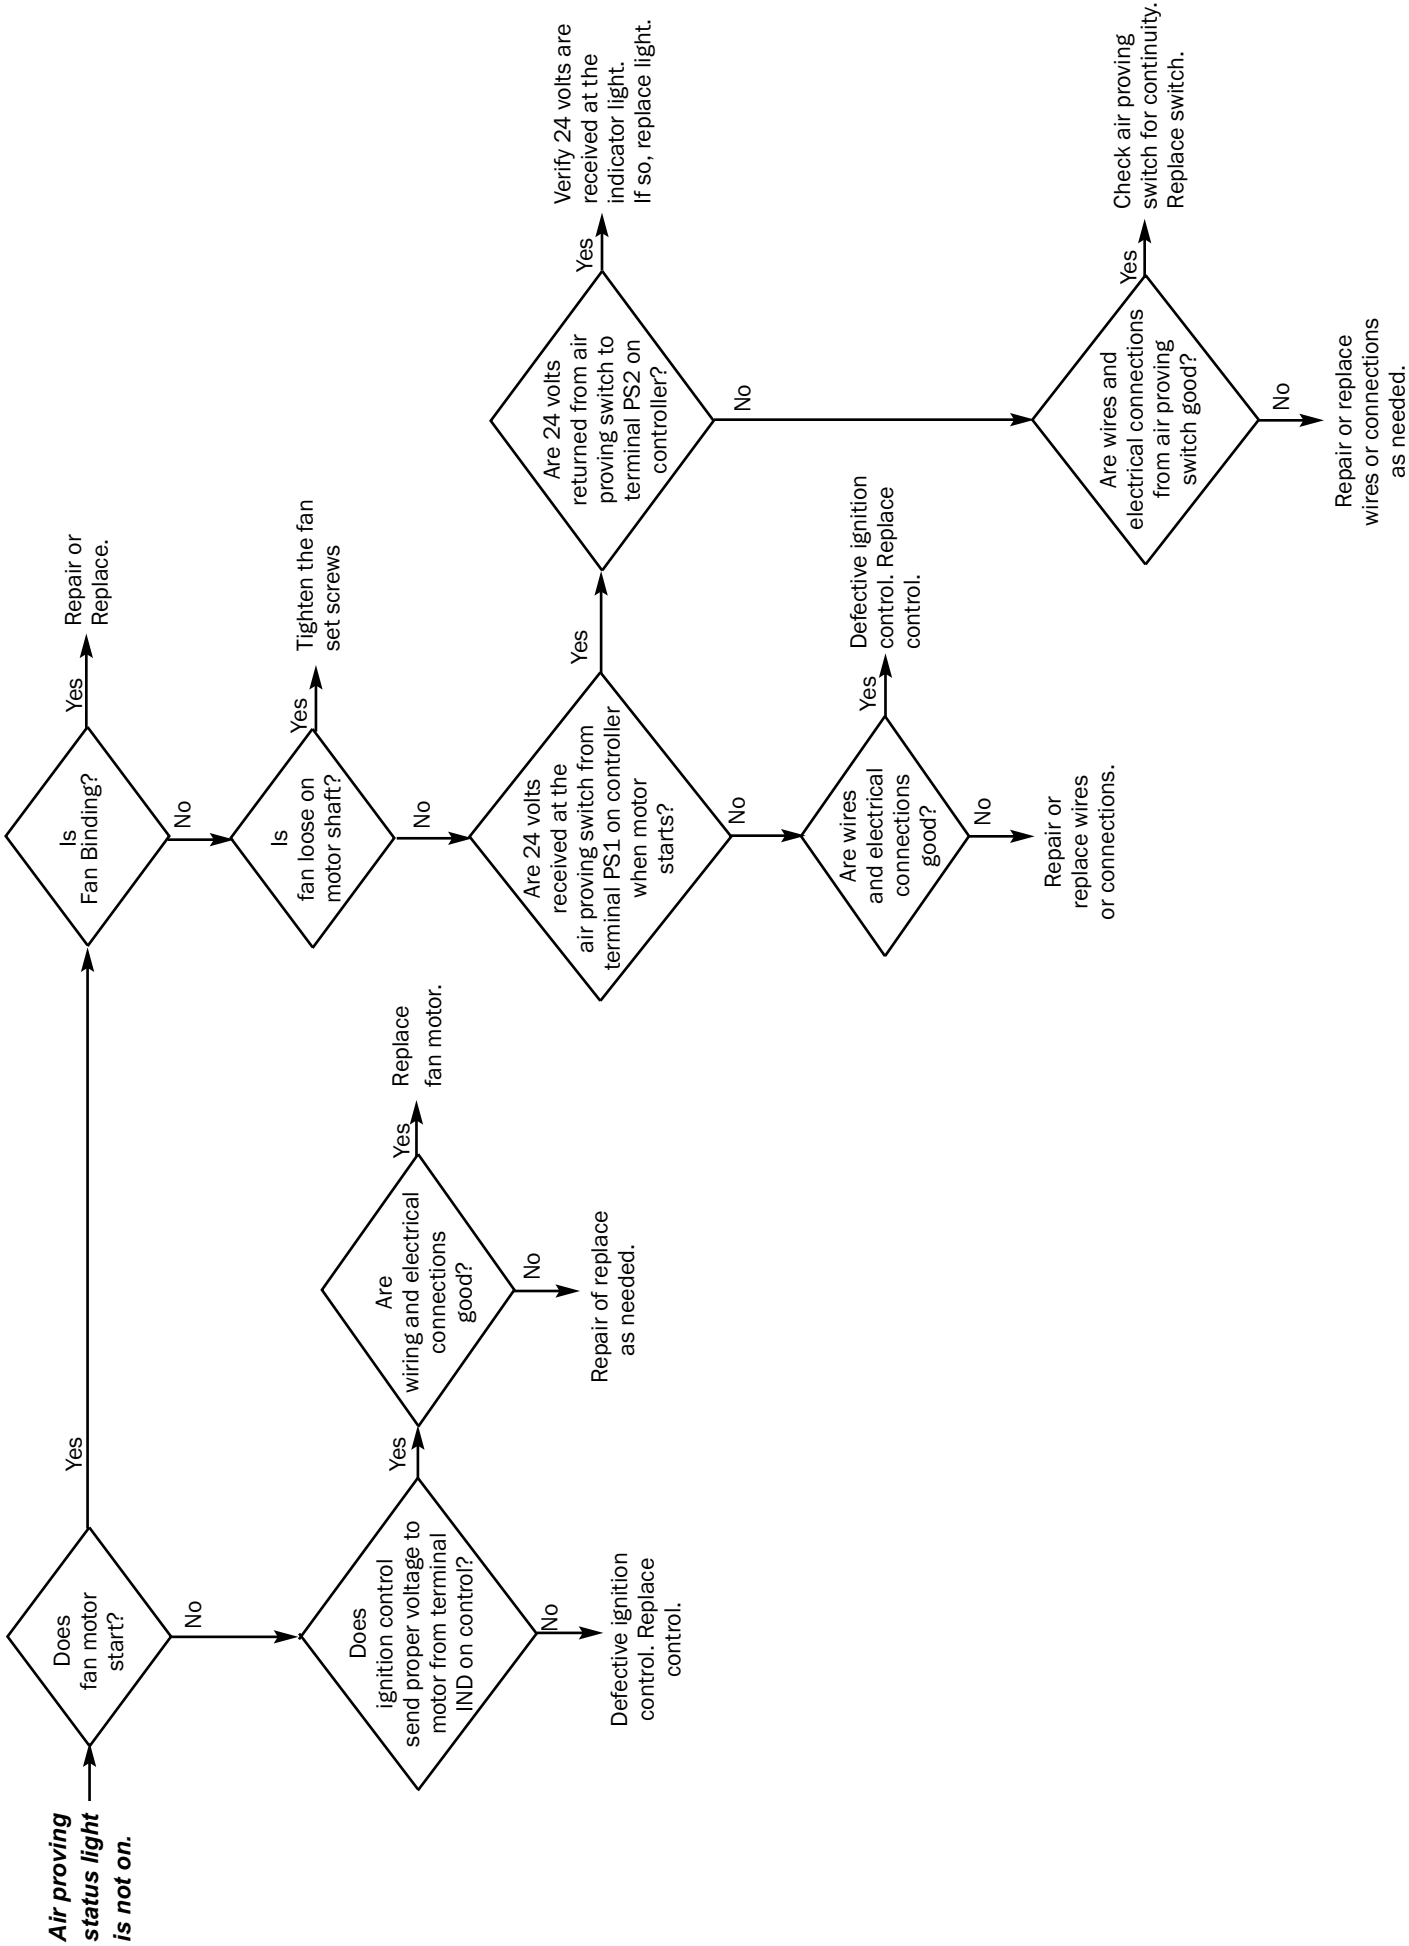 Air proving
status light
is not on.
Does
fan motor
start?
Yes
No
Is
Fan Binding?
Yes
Repair or
Replace.
No
Is
fan loose on
motor shaft?
Yes
Tighten the fan
set screws
No
Does
ignition control
send proper voltage to
motor from terminal
IND on control?
Yes
No
Defective ignition
control. Replace
control.
Are
wiring and electrical
connections
good?
Yes
Replace
fan motor.
No
Repair of replace
as needed.
Are 24 volts
received at the
air proving switch from
terminal PS1 on controller
when motor
starts?
Yes
No
Are 24 volts
returned from air
proving switch to
terminal PS2 on
controller?
Yes
Verify 24 volts are
received at the
indicator light.
If so, replace light.
No
Are wires
and electrical
connections
good?
Yes
Defective ignition
control. Replace
control.
No
Repair or
replace wires
or connections.
Are wires and
electrical connections
from air proving
switch good?
Yes
Check air proving
switch for continuity.
Replace switch.
No
Repair or replace
wires or connections
as needed.